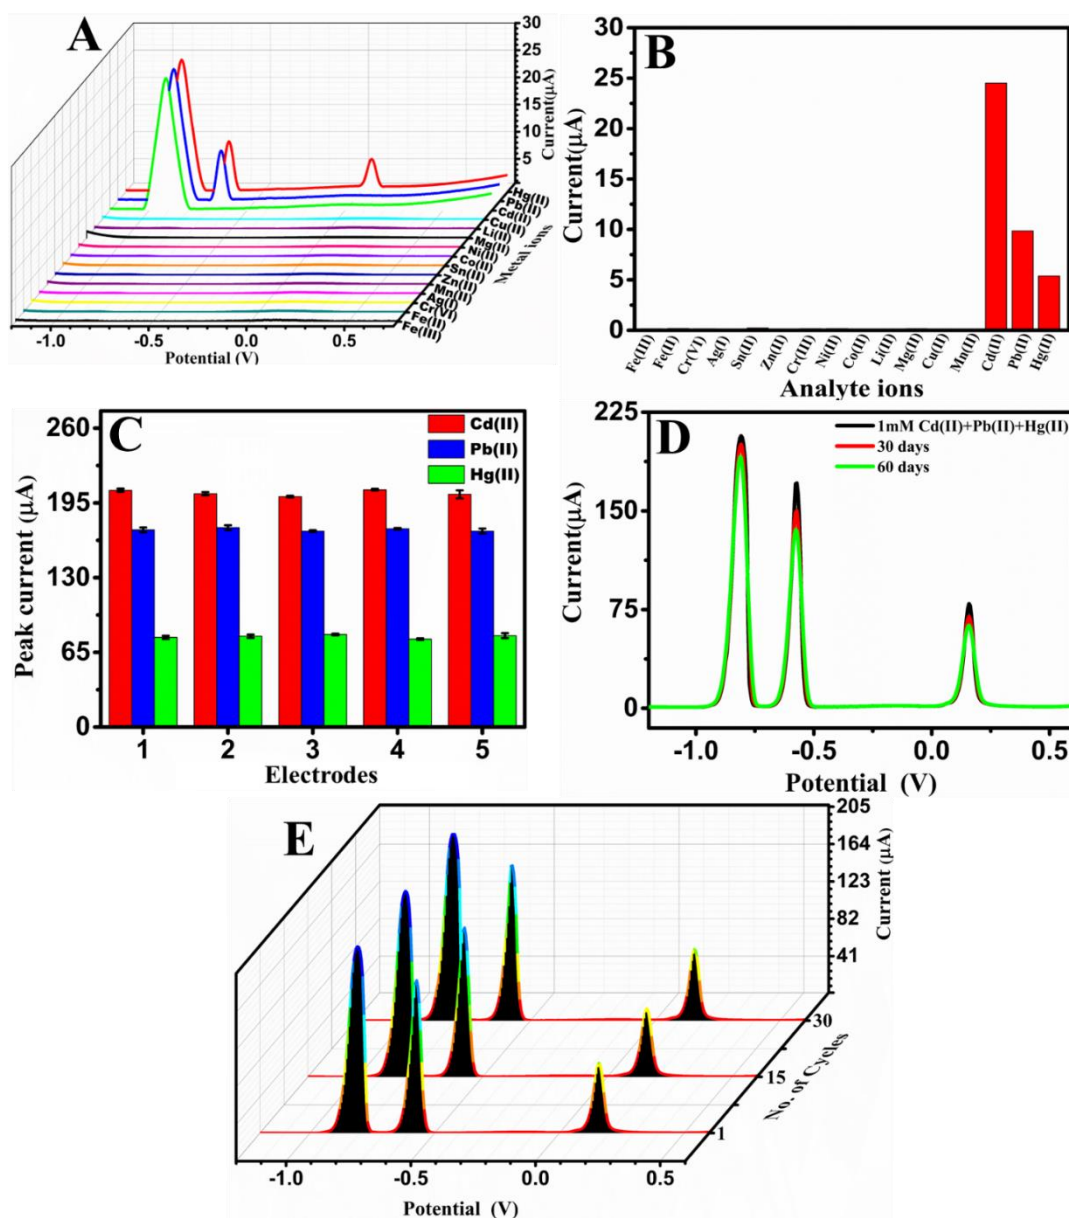 A
30
25
20
15
10
5
Current(μA)
Hg(II)
Pb(II)
Cd(II)
Cu(II)
Li(II)
Mg(II)
Ni(II)
Co(II)
Sn(II)
Zn(II)
Mn(II)
Ag(I)
Cr(VI)
Fe(II)
Fe(III)
Metal ions
-1.0 -0.5 0.0 0.5
Potential (V)
B
30
25
20
15
10
5
0
Current(μA)
Fe(III) Fe(II) Cr(VI) Ag(I) Sn(II) Zn(II) Cr(III) Ni(II) Co(II) Li(II) Mg(II) Cu(II) Mn(II) Cd(II) Pb(II) Hg(II)
Analyte ions
C
Cd(II)
Pb(II)
Hg(II)
260
195
130
65
0
Peak current (μA)
1 2 3 4 5
Electrodes
D
1mM Cd(II)+Pb(II)+Hg(II)
30 days
60 days
225
150
75
0
Current(μA)
-1.0 -0.5 0.0 0.5
Potential (V)
E
205
164
123
82
41
Current (μA)
30
15
1
No. of Cycles
-1.0 -0.5 0.0 0.5
Potential (V)